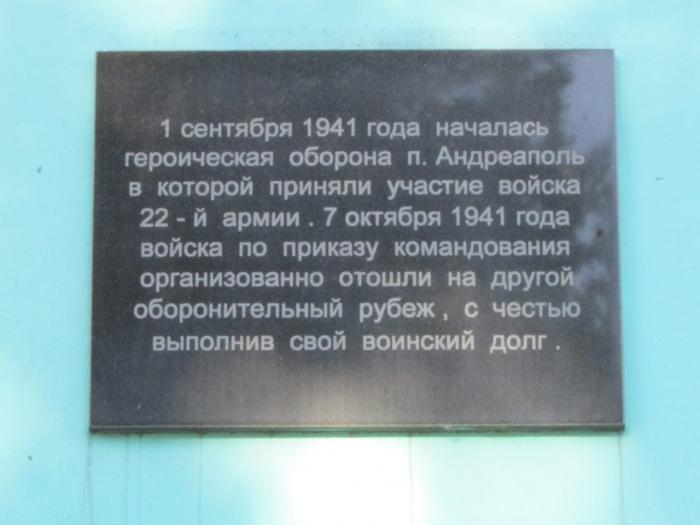 1 сентября 1941 года началась
героическая оборона п. Андреаполь
в которой приняли участие войска
22 - й армии . 7 октября 1941 года
войска по приказу командования
организованно отошли на другой
оборонительный рубеж , с честью
выполнив свой воинский долг .